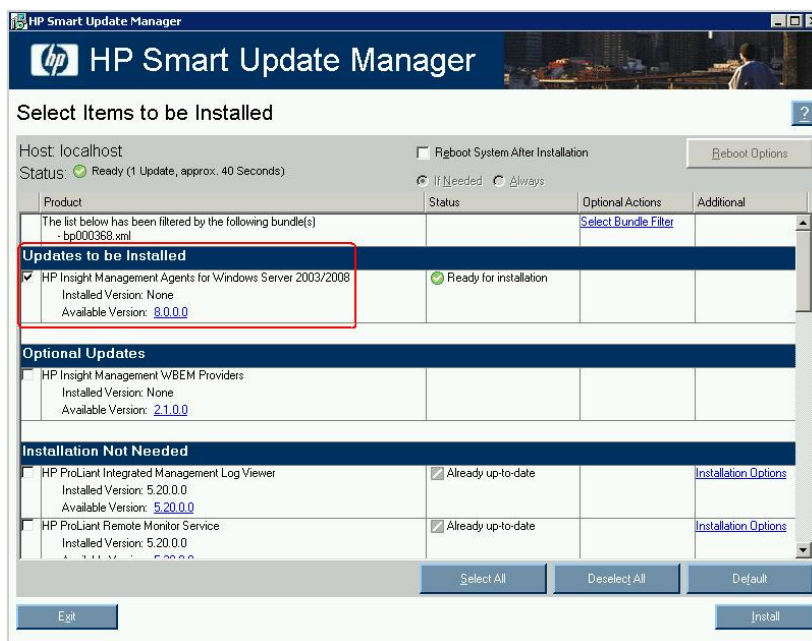 HP Smart Update Manager
hp HP Smart Update Manager
Select Items to be Installed
?
Host: localhost
Reboot System After Installation
Reboot Options
Status: Ready (1 Update, approx. 40 Seconds)
If Needed Always
Product Status Optional Actions Additional
The list below has been filtered by the following bundle(s)
- bp000368.xml
Select Bundle Filter
Updates to be Installed
HP Insight Management Agents for Windows Server 2003/2008
Ready for installation
Installed Version: None
Available Version: 8.0.0.0
Optional Updates
HP Insight Management WBEM Providers
Installed Version: None
Available Version: 2.1.0.0
Installation Not Needed
HP ProLiant Integrated Management Log Viewer
Already up-to-date
Installation Options
Installed Version: 5.20.0.0
Available Version: 5.20.0.0
HP ProLiant Remote Monitor Service
Already up-to-date
Installation Options
Installed Version: 5.20.0.0
Select All Deselect All Default
Exit Install